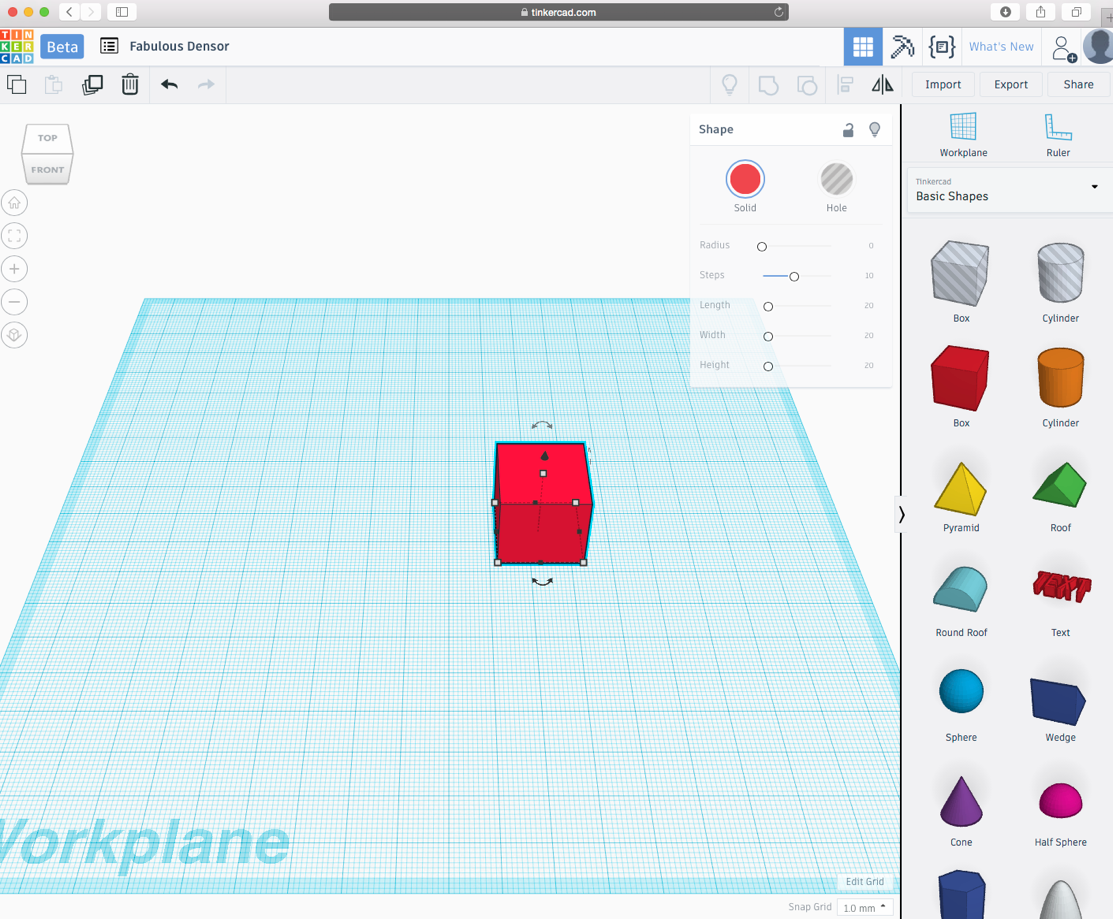 tinkercad.com
TIN
KER
CAD
Beta
Fabulous Densor
What's New
Import
Export
Share
TOP
FRONT
Shape
Solid
Hole
Radius 0
Steps 10
Length 20
Width 20
Height 20
Workplane
Ruler
Tinkercad
Basic Shapes
Box
Cylinder
Box
Cylinder
Pyramid
Roof
TEXT
Round Roof
Text
Sphere
Wedge
Cone
Half Sphere
Workplane
Edit Grid
Snap Grid 1.0 mm